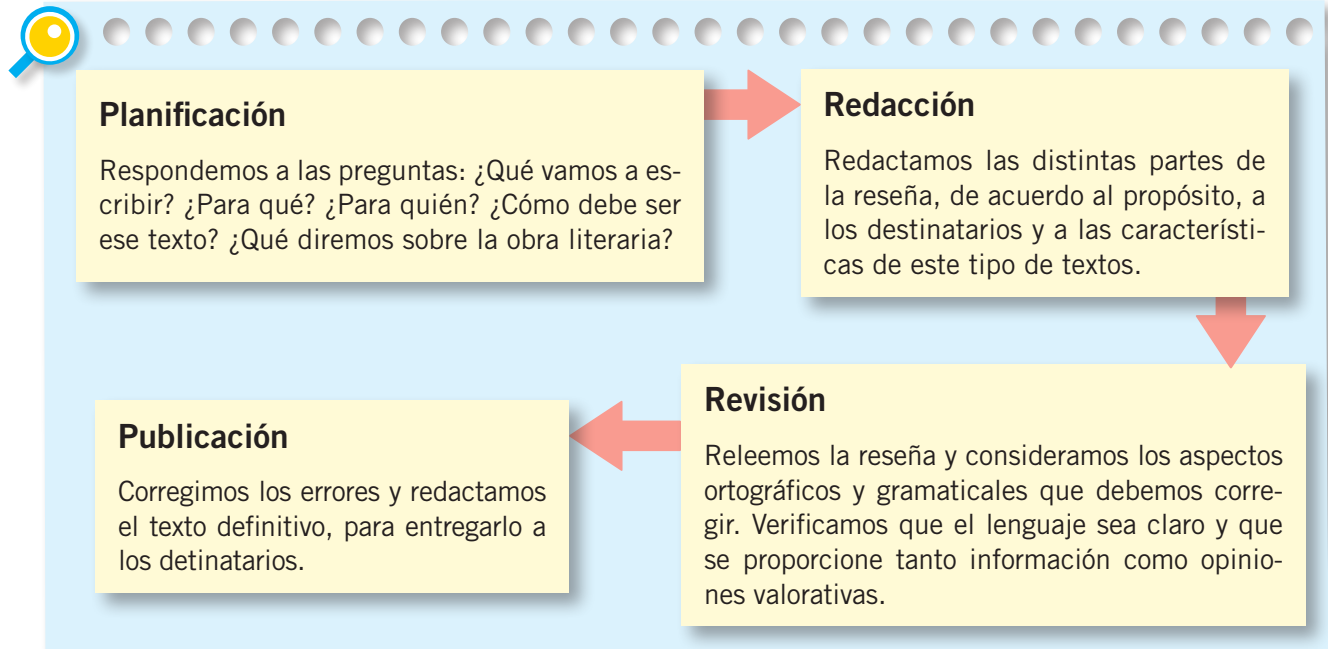 Planificación
Respondemos a las preguntas: ¿Qué vamos a es-
cribir? ¿Para qué? ¿Para quién? ¿Cómo debe ser
ese texto? ¿Qué diremos sobre la obra literaria?
Redacción
Redactamos las distintas partes de
la reseña, de acuerdo al propósito, a
los destinatarios y a las característi-
cas de este tipo de textos.
Revisión
Releemos la reseña y consideramos los aspectos
ortográficos y gramaticales que debemos corre-
gir. Verificamos que el lenguaje sea claro y que
se proporcione tanto información como opinio-
nes valorativas.
Publicación
Corregimos los errores y redactamos
el texto definitivo, para entregarlo a
los detinatarios.